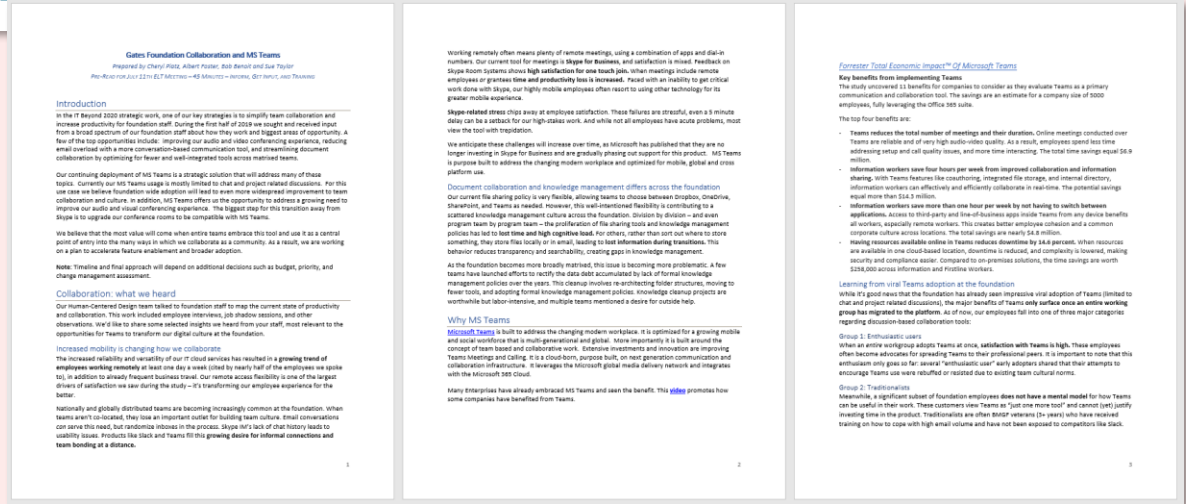 Gates Foundation Collaboration and MS Teams
Prepared by Cheryl Platz, Albert Foster, Bob Benoit and Sue Taylor
PRE-READ FOR JULY 11TH ELT MEETING – 45 MINUTES – INFORM, GET INPUT, AND TRAINING
Introduction
In the IT Beyond 2020 strategic work, one of our key strategies is to simplify team collaboration and
increase productivity for foundation staff. During the first half of 2019 we sought and received input
from a broad spectrum of our foundation staff about how they work and biggest areas of opportunity. A
few of the top opportunities include: improving our audio and video conferencing experience, reducing
email overload with a more conversation-based communication tool, and streamlining document
collaboration by optimizing for fewer and well-integrated tools across matrixed teams.
Our continuing deployment of MS Teams is a strategic solution that will address many of these
topics. Currently our MS Teams usage is mostly limited to chat and project related discussions. For this
use case we believe foundation wide adoption will lead to even more widespread improvement to team
collaboration and culture. In addition, MS Teams offers us the opportunity to address a growing need to
improve our audio and visual conferencing experience. The biggest step for this transition away from
Skype is to upgrade our conference rooms to be compatible with MS Teams.
We believe that the most value will come when entire teams embrace this tool and use it as a central
point of entry into the many ways in which we collaborate as a community. As a result, we are working
on a plan to accelerate feature enablement and broader adoption.
Note: Timeline and final approach will depend on additional decisions such as budget, priority, and
change management assessment.
Collaboration: what we heard
Our Human-Centered Design team talked to foundation staff to map the current state of productivity
and collaboration. This work included employee interviews, job shadow sessions, and other
observations. We'd like to share some selected insights we heard from your staff, most relevant to the
opportunities for Teams to transform our digital culture at the foundation.
Increased mobility is changing how we collaborate
The increased reliability and versatility of our IT cloud services has resulted in a growing trend of
employees working remotely at least one day a week (cited by nearly half of the employees we spoke
to), in addition to already frequent business travel. Our remote access flexibility is one of the largest
drivers of satisfaction we saw during the study – it's transforming our employee experience for the
better.
Nationally and globally distributed teams are becoming increasingly common at the foundation. When
teams aren't co-located, they lose an important outlet for building team culture. Email conversations
can serve this need, but randomize inboxes in the process. Skype IM's lack of chat history leads to
usability issues. Products like Slack and Teams fill this growing desire for informal connections and
team bonding at a distance.
1
Working remotely often means plenty of remote meetings, using a combination of apps and dial-in
numbers. Our current tool for meetings is Skype for Business, and satisfaction is mixed. Feedback on
Skype Room Systems shows high satisfaction for one touch join. When meetings include remote
employees or grantees time and productivity loss is increased. Faced with an inability to get critical
work done with Skype, our highly mobile employees often resort to using other technology for its
greater mobile experience.
Skype-related stress chips away at employee satisfaction. These failures are stressful, even a 5 minute
delay can be a setback for our high-stakes work. And while not all employees have acute problems, most
view the tool with trepidation.
We anticipate these challenges will increase over time, as Microsoft has published that they are no
longer investing in Skype for Business and are gradually phasing out support for this product. MS Teams
is purpose built to address the changing modern workplace and optimized for mobile, global and cross
platform use.
Document collaboration and knowledge management differs across the foundation
Our current file sharing policy is very flexible, allowing teams to choose between Dropbox, OneDrive,
SharePoint, and Teams as needed. However, this well-intentioned flexibility is contributing to a
scattered knowledge management culture across the foundation. Division by division – and even
program team by program team – the proliferation of file sharing tools and knowledge management
policies has led to lost time and high cognitive load. For others, rather than sort out where to store
something, they store files locally or in email, leading to lost information during transitions. This
behavior reduces transparency and searchability, creating gaps in knowledge management.
As the foundation becomes more broadly matrixed, this issue is becoming more problematic. A few
teams have launched efforts to rectify the data debt accumulated by lack of formal knowledge
management policies over the years. This cleanup involves re-architecting folder structures, moving to
fewer tools, and adopting formal knowledge management policies. Knowledge cleanup projects are
worthwhile but labor-intensive, and multiple teams mentioned a desire for outside help.
Why MS Teams
Microsoft Teams is built to address the changing modern workplace. It is optimized for a growing mobile
and social workforce that is multi-generational and global. More importantly it is built around the
concept of team based and collaborative work. Extensive investments and innovation are improving
Teams Meetings and Calling. It is a cloud-born, purpose built, on next generation communication and
collaboration infrastructure. It leverages the Microsoft global media delivery network and integrates
with the Microsoft 365 Cloud.
Many Enterprises have already embraced MS Teams and seen the benefit. This video promotes how
some companies have benefited from Teams.
2
Forrester Total Economic Impact™ Of Microsoft Teams
Key benefits from implementing Teams
The study uncovered 11 benefits for companies to consider as they evaluate Teams as a primary
communication and collaboration tool. The savings are an estimate for a company size of 5000
employees, fully leveraging the Office 365 suite.
The top four benefits are:
- Teams reduces the total number of meetings and their duration. Online meetings conducted over
Teams are reliable and of very high audio-video quality. As a result, employees spend less time
addressing setup and call quality issues, and more time interacting. The total time savings equal $6.9
million.
- Information workers save four hours per week from improved collaboration and information
sharing. With Teams features like coauthoring, integrated file storage, and internal directory,
information workers can effectively and efficiently collaborate in real-time. The potential savings
equal more than $14.3 million.
- Information workers save more than one hour per week by not having to switch between
applications. Access to third-party and line-of-business apps inside Teams from any device benefits
all workers, especially remote workers. This creates better employee cohesion and a common
corporate culture across locations. The total savings are nearly $4.8 million.
- Having resources available online in Teams reduces downtime by 14.6 percent. When resources
are available in one cloud-based location, downtime is reduced, and complexity is lowered, making
security and compliance easier. Compared to on-premises solutions, the time savings are worth
$258,000 across Information and Firstline Workers.
Learning from viral Teams adoption at the foundation
While it's good news that the foundation has already seen impressive viral adoption of Teams (limited to
chat and project related discussions), the major benefits of Teams only surface once an entire working
group has migrated to the platform. As of now, our employees fall into one of three major categories
regarding discussion-based collaboration tools:
Group 1: Enthusiastic users
When an entire workgroup adopts Teams at once, satisfaction with Teams is high. These employees
often become advocates for spreading Teams to their professional peers. It is important to note that this
enthusiasm only goes so far: several "enthusiastic user" early adopters shared that their attempts to
encourage Teams use were rebuffed or resisted due to existing team cultural norms.
Group 2: Traditionalists
Meanwhile, a significant subset of foundation employees does not have a mental model for how Teams
can be useful in their work. These customers view Teams as "just one more tool" and cannot (yet) justify
investing time in the product. Traditionalists are often BMGF veterans (3+ years) who have received
training on how to cope with high email volume and have not been exposed to competitors like Slack.
3